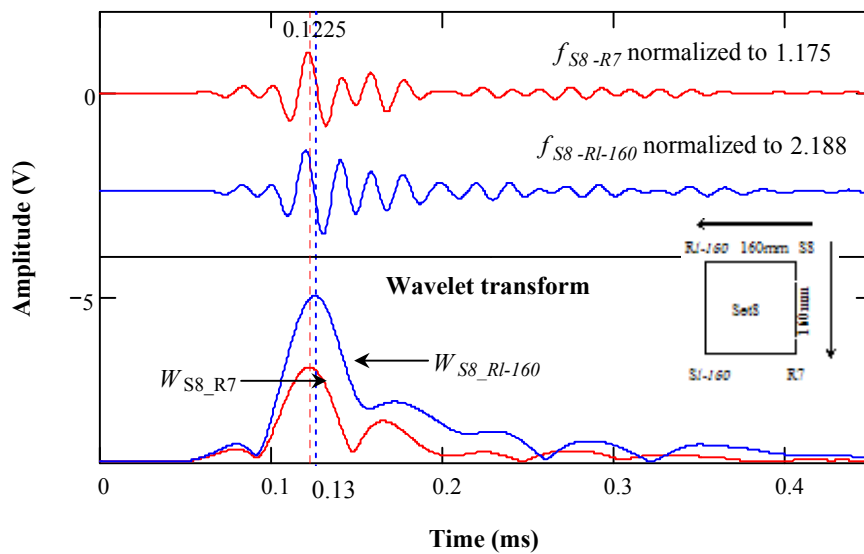 0.1225
f S8-R7 normalized to 1.175
0
f S8-Rl-160 normalized to 2.188
Amplitude (V)
Rl-160 160mm S8
160mm
Set8
Sl-160 R7
Wavelet transform
−5
W S8_Rl-160
W S8_R7
0 0.1 0.13 0.2 0.3 0.4
Time (ms)